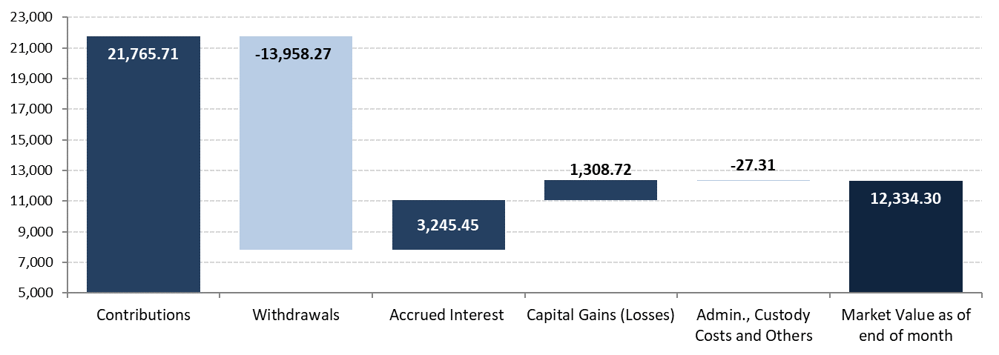 23,000
21,000
19,000
17,000
15,000
13,000
11,000
9,000
7,000
5,000
21,765.71
-13,958.27
3,245.45
1,308.72
-27.31
12,334.30
Contributions
Withdrawals
Accrued Interest
Capital Gains (Losses)
Admin., Custody
Costs and Others
Market Value as of
end of month